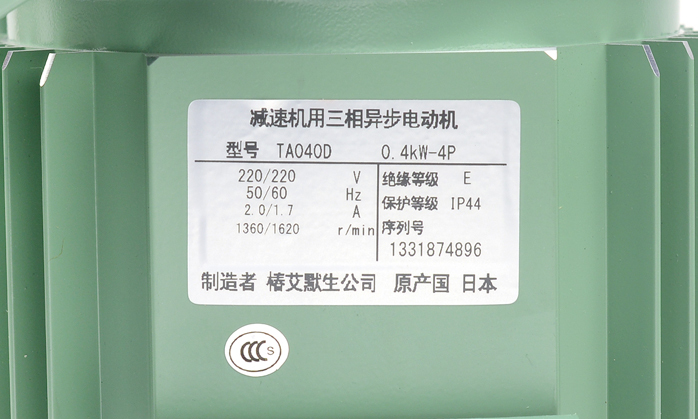 减速机用三相异步电动机
型号 TA040D 0.4kW-4P
220/220 V 绝缘等级 E
50/60 Hz 保护等级 IP44
2.0/1.7 A
1360/1620 r/min 序列号
1331874896
制造者 椿艾默生公司 原产国 日本
CCC S